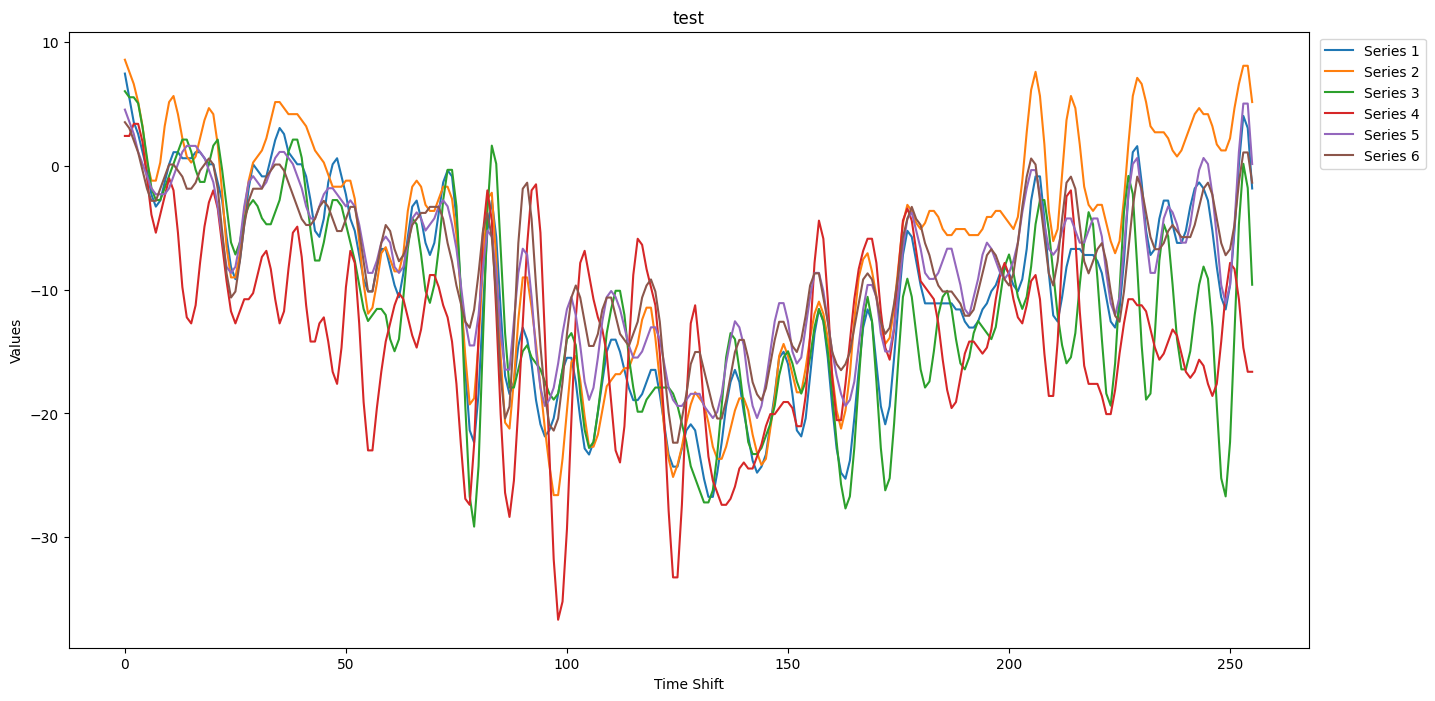 test
10
0
−10
−20
−30
Values
0
50
100
150
200
250
Time Shift
Series 1
Series 2
Series 3
Series 4
Series 5
Series 6